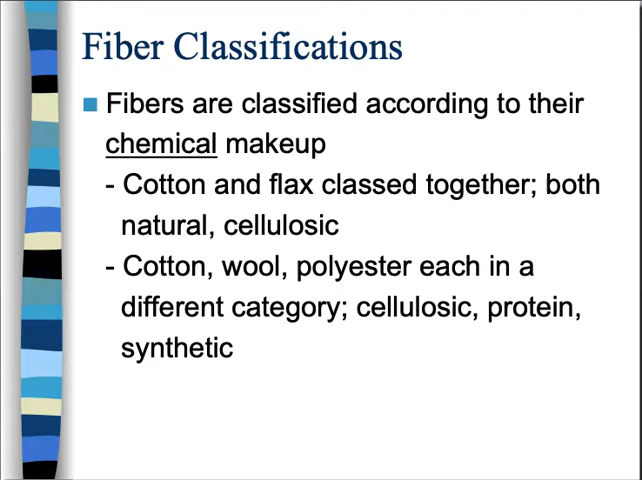 Fiber Classifications
Fibers are classified according to their
chemical makeup
- Cotton and flax classed together; both
natural, cellulosic
- Cotton, wool, polyester each in a
different category; cellulosic, protein,
synthetic